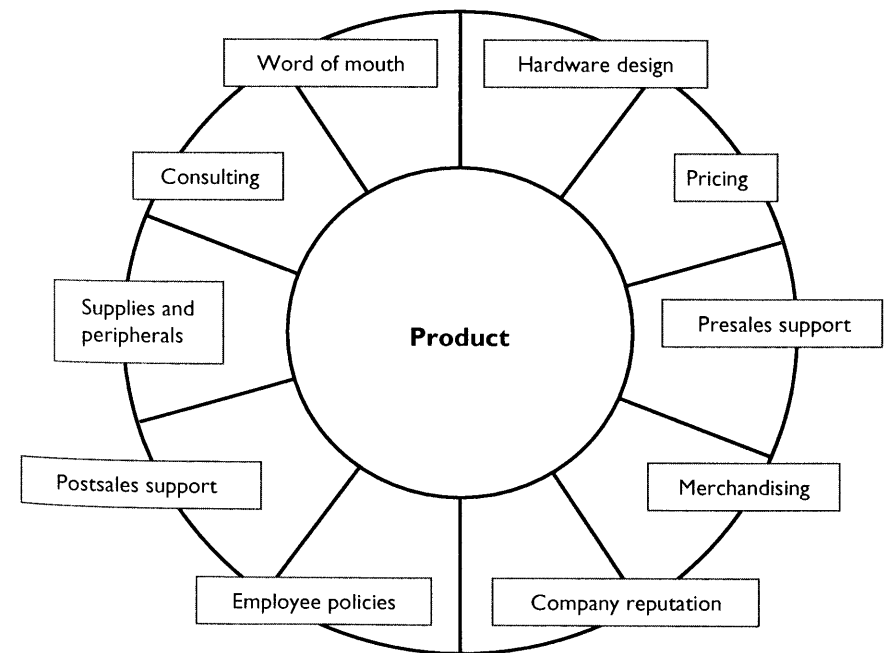 Word of mouth
Hardware design
Consulting
Pricing
Supplies and
peripherals
Product
Presales support
Postsales support
Merchandising
Employee policies
Company reputation